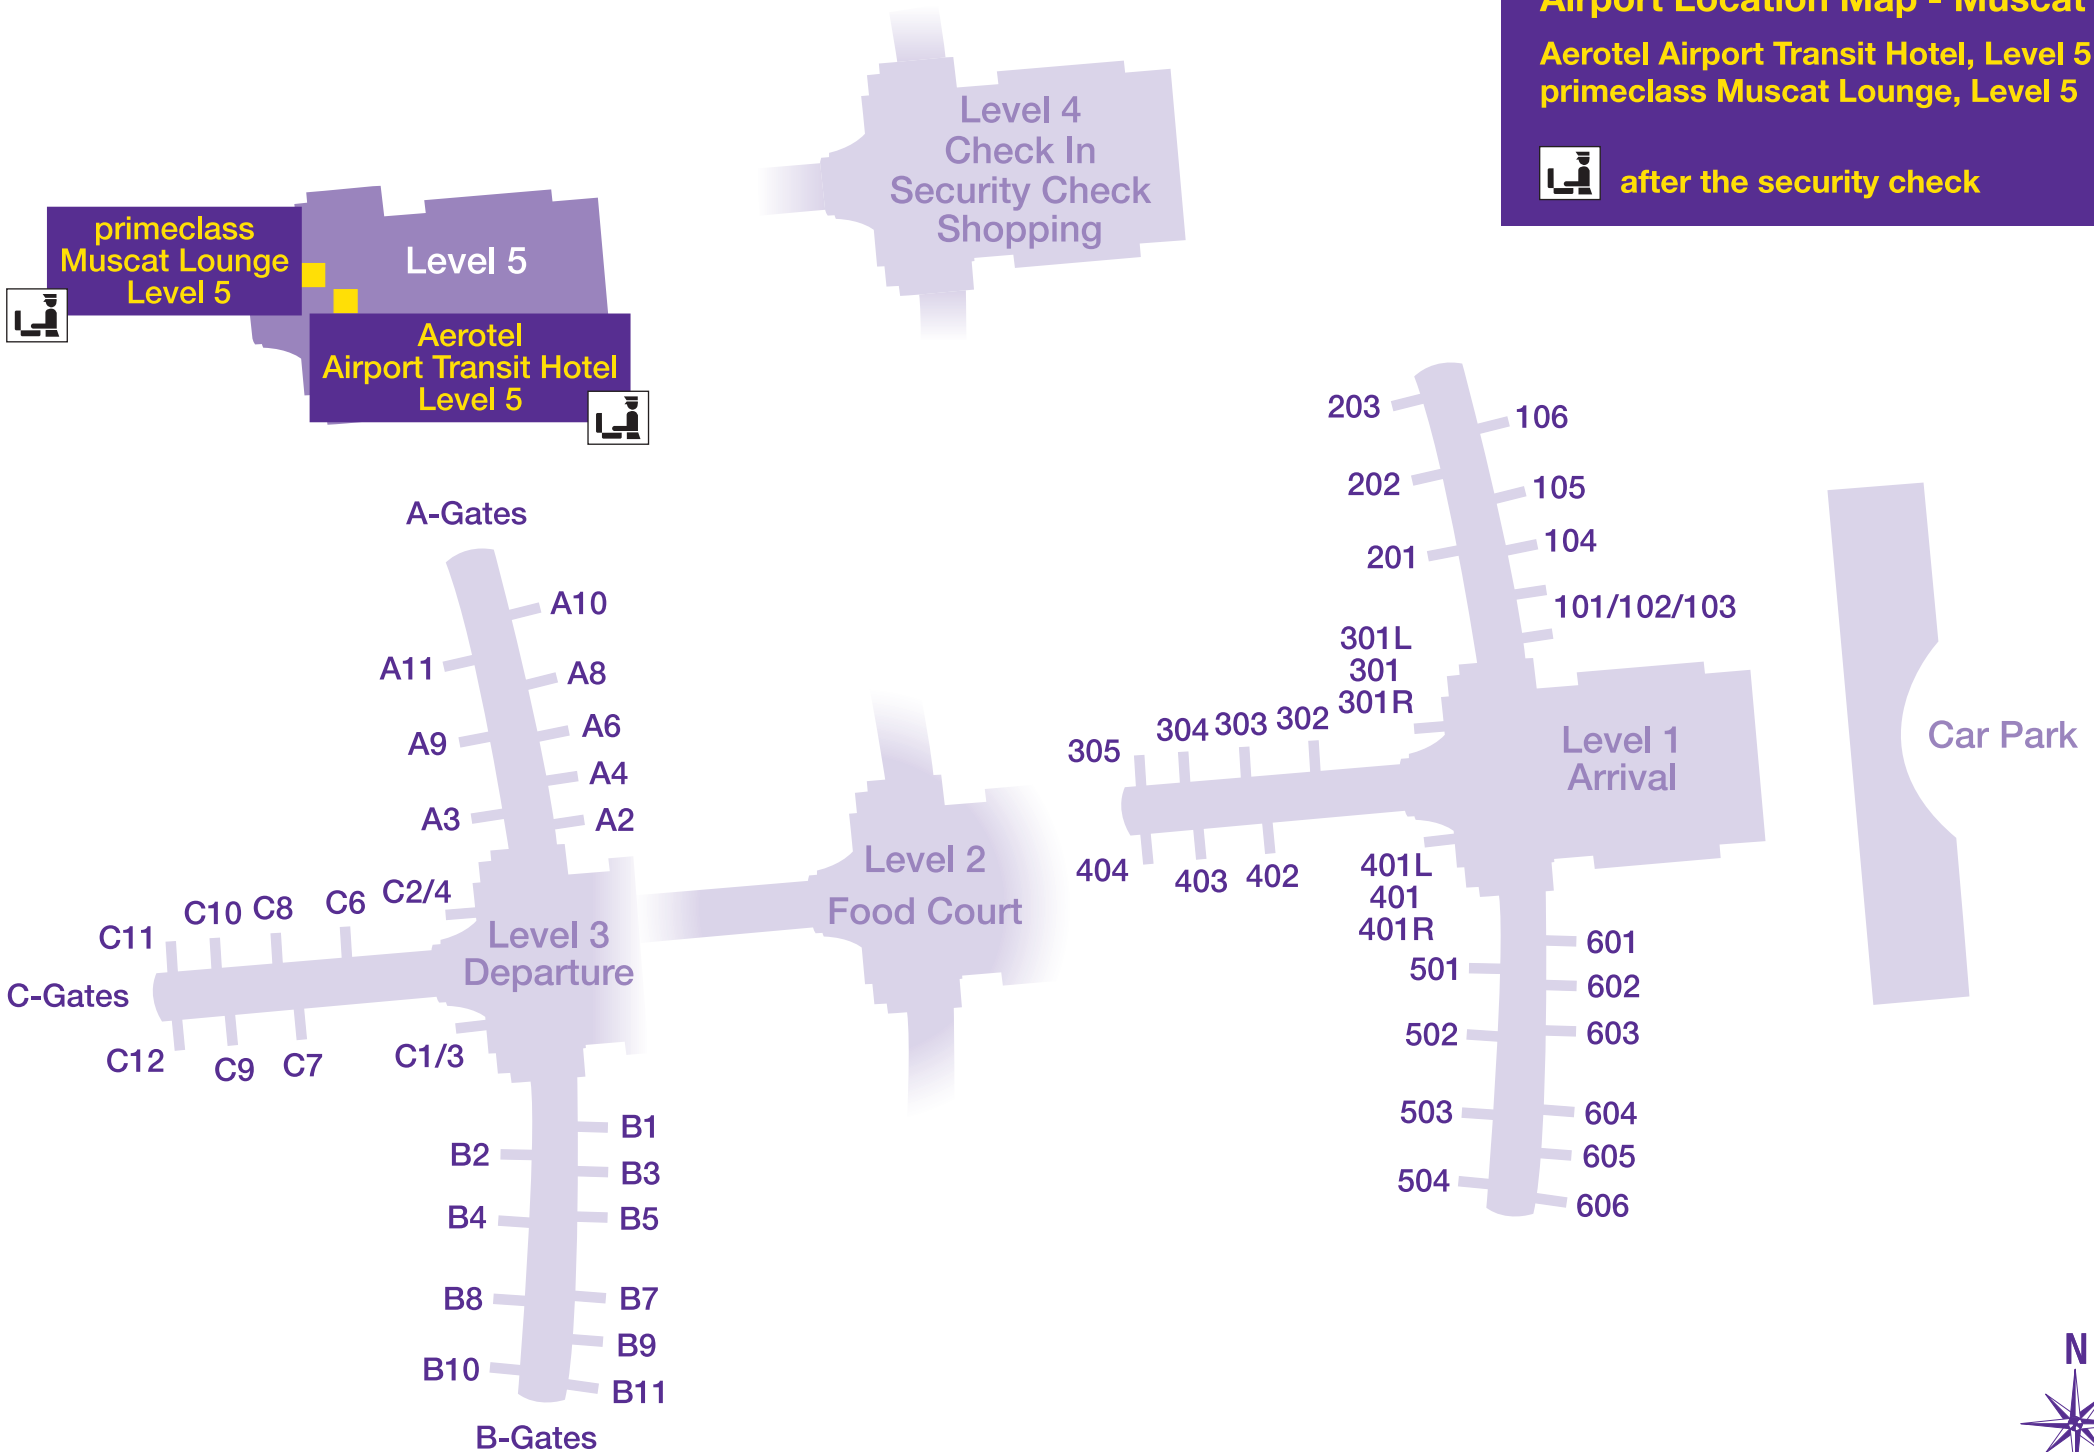 Airport Location Map - Muscat
Aerotel Airport Transit Hotel, Level 5
primeclass Muscat Lounge, Level 5
after the security check
Level 4
Check In
Security Check
Shopping
primeclass
Muscat Lounge
Level 5
Level 5
Aerotel
Airport Transit Hotel
Level 5
A-Gates
A10
A11
A8
A6
A9
A4
A3
A2
C2/4
C6
C8
C10
C11
C-Gates
C12
C9
C7
C1/3
Level 3
Departure
B1
B2
B3
B4
B5
B8
B7
B9
B10
B11
B-Gates
Level 2
Food Court
203
106
202
105
201
104
101/102/103
301L
301
301R
302
303
304
305
Level 1
Arrival
404
403
402
401L
401
401R
601
501
602
502
603
503
604
605
504
606
Car Park
N